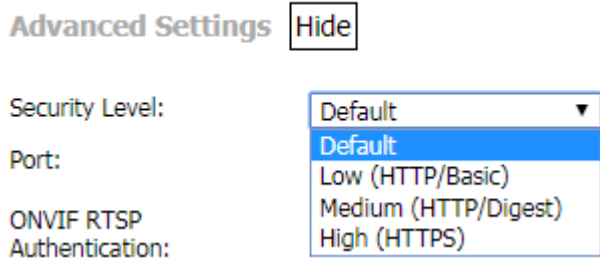 Advanced Settings Hide
Security Level: Default
Default
Port:
Low (HTTP/Basic)
Medium (HTTP/Digest)
ONVIF RTSP
Authentication:
High (HTTPS)